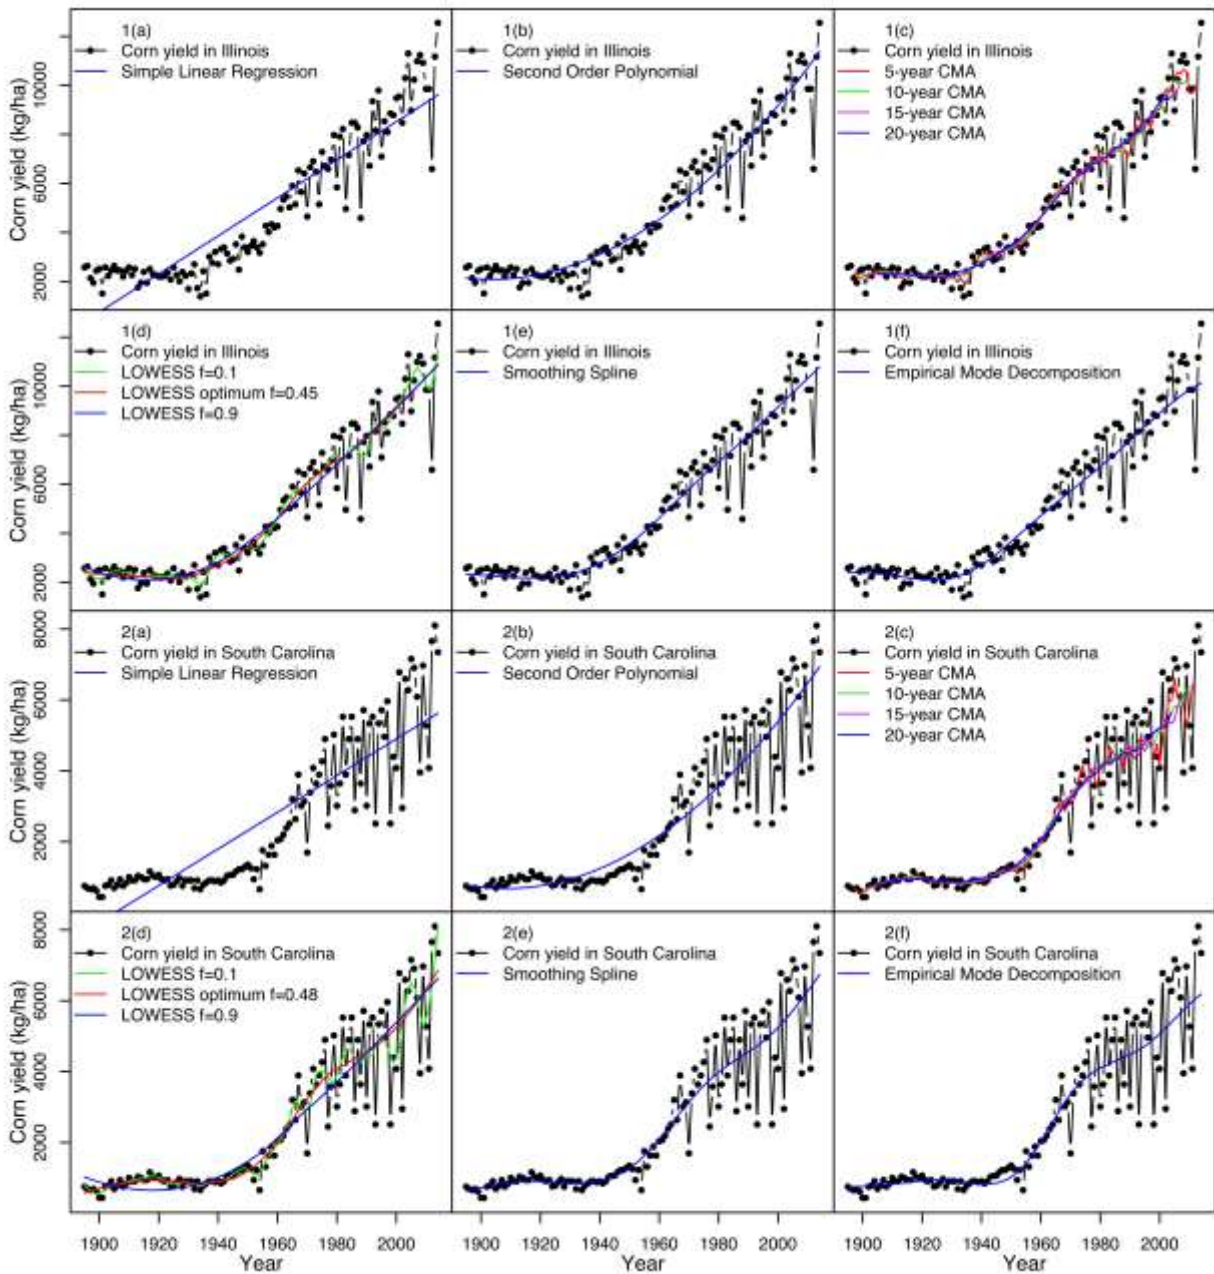 1(a)
Corn yield in Illinois
Simple Linear Regression
1(b)
Corn yield in Illinois
Second Order Polynomial
1(c)
Corn yield in Illinois
5-year CMA
10-year CMA
15-year CMA
20-year CMA
Corn yield (kg/ha)
2000
6000
10000
1(d)
Corn yield in Illinois
LOWESS f=0.1
LOWESS optimum f=0.45
LOWESS f=0.9
1(e)
Corn yield in Illinois
Smoothing Spline
1(f)
Corn yield in Illinois
Empirical Mode Decomposition
Corn yield (kg/ha)
2000
6000
10000
2(a)
Corn yield in South Carolina
Simple Linear Regression
2(b)
Corn yield in South Carolina
Second Order Polynomial
2(c)
Corn yield in South Carolina
5-year CMA
10-year CMA
15-year CMA
20-year CMA
Corn yield (kg/ha)
2000
4000
6000
8000
2(d)
Corn yield in South Carolina
LOWESS f=0.1
LOWESS optimum f=0.48
LOWESS f=0.9
2(e)
Corn yield in South Carolina
Smoothing Spline
2(f)
Corn yield in South Carolina
Empirical Mode Decomposition
Corn yield (kg/ha)
2000
4000
6000
8000
1900 1920 1940 1960 1980 2000
1900 1920 1940 1960 1980 2000
1900 1920 1940 1960 1980 2000
Year
Year
Year